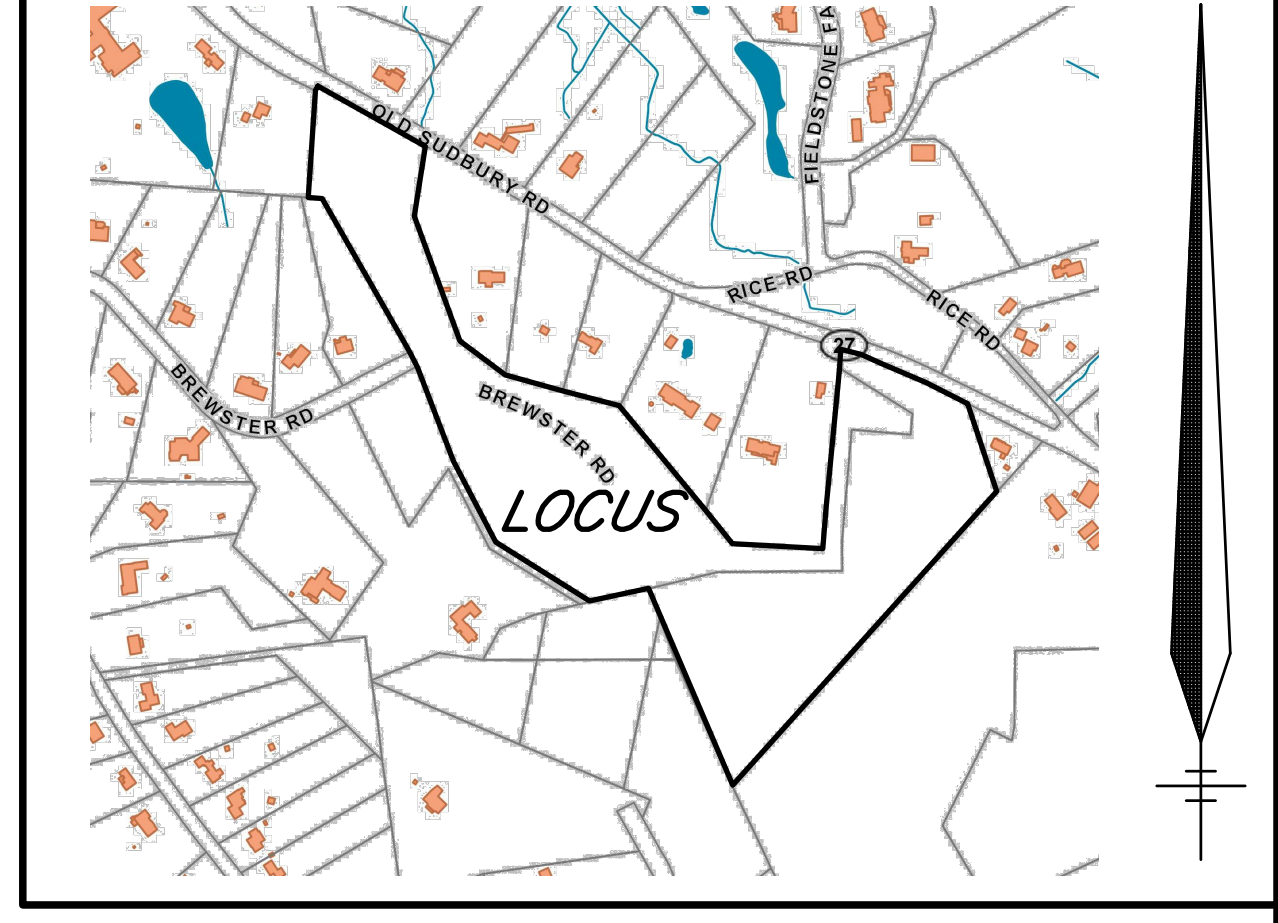 FIELDSTONE FA
OLD SUDBURY RD
RICE RD
RICE RD
27
BREWSTER RD
BREWSTER RD
LOCUS